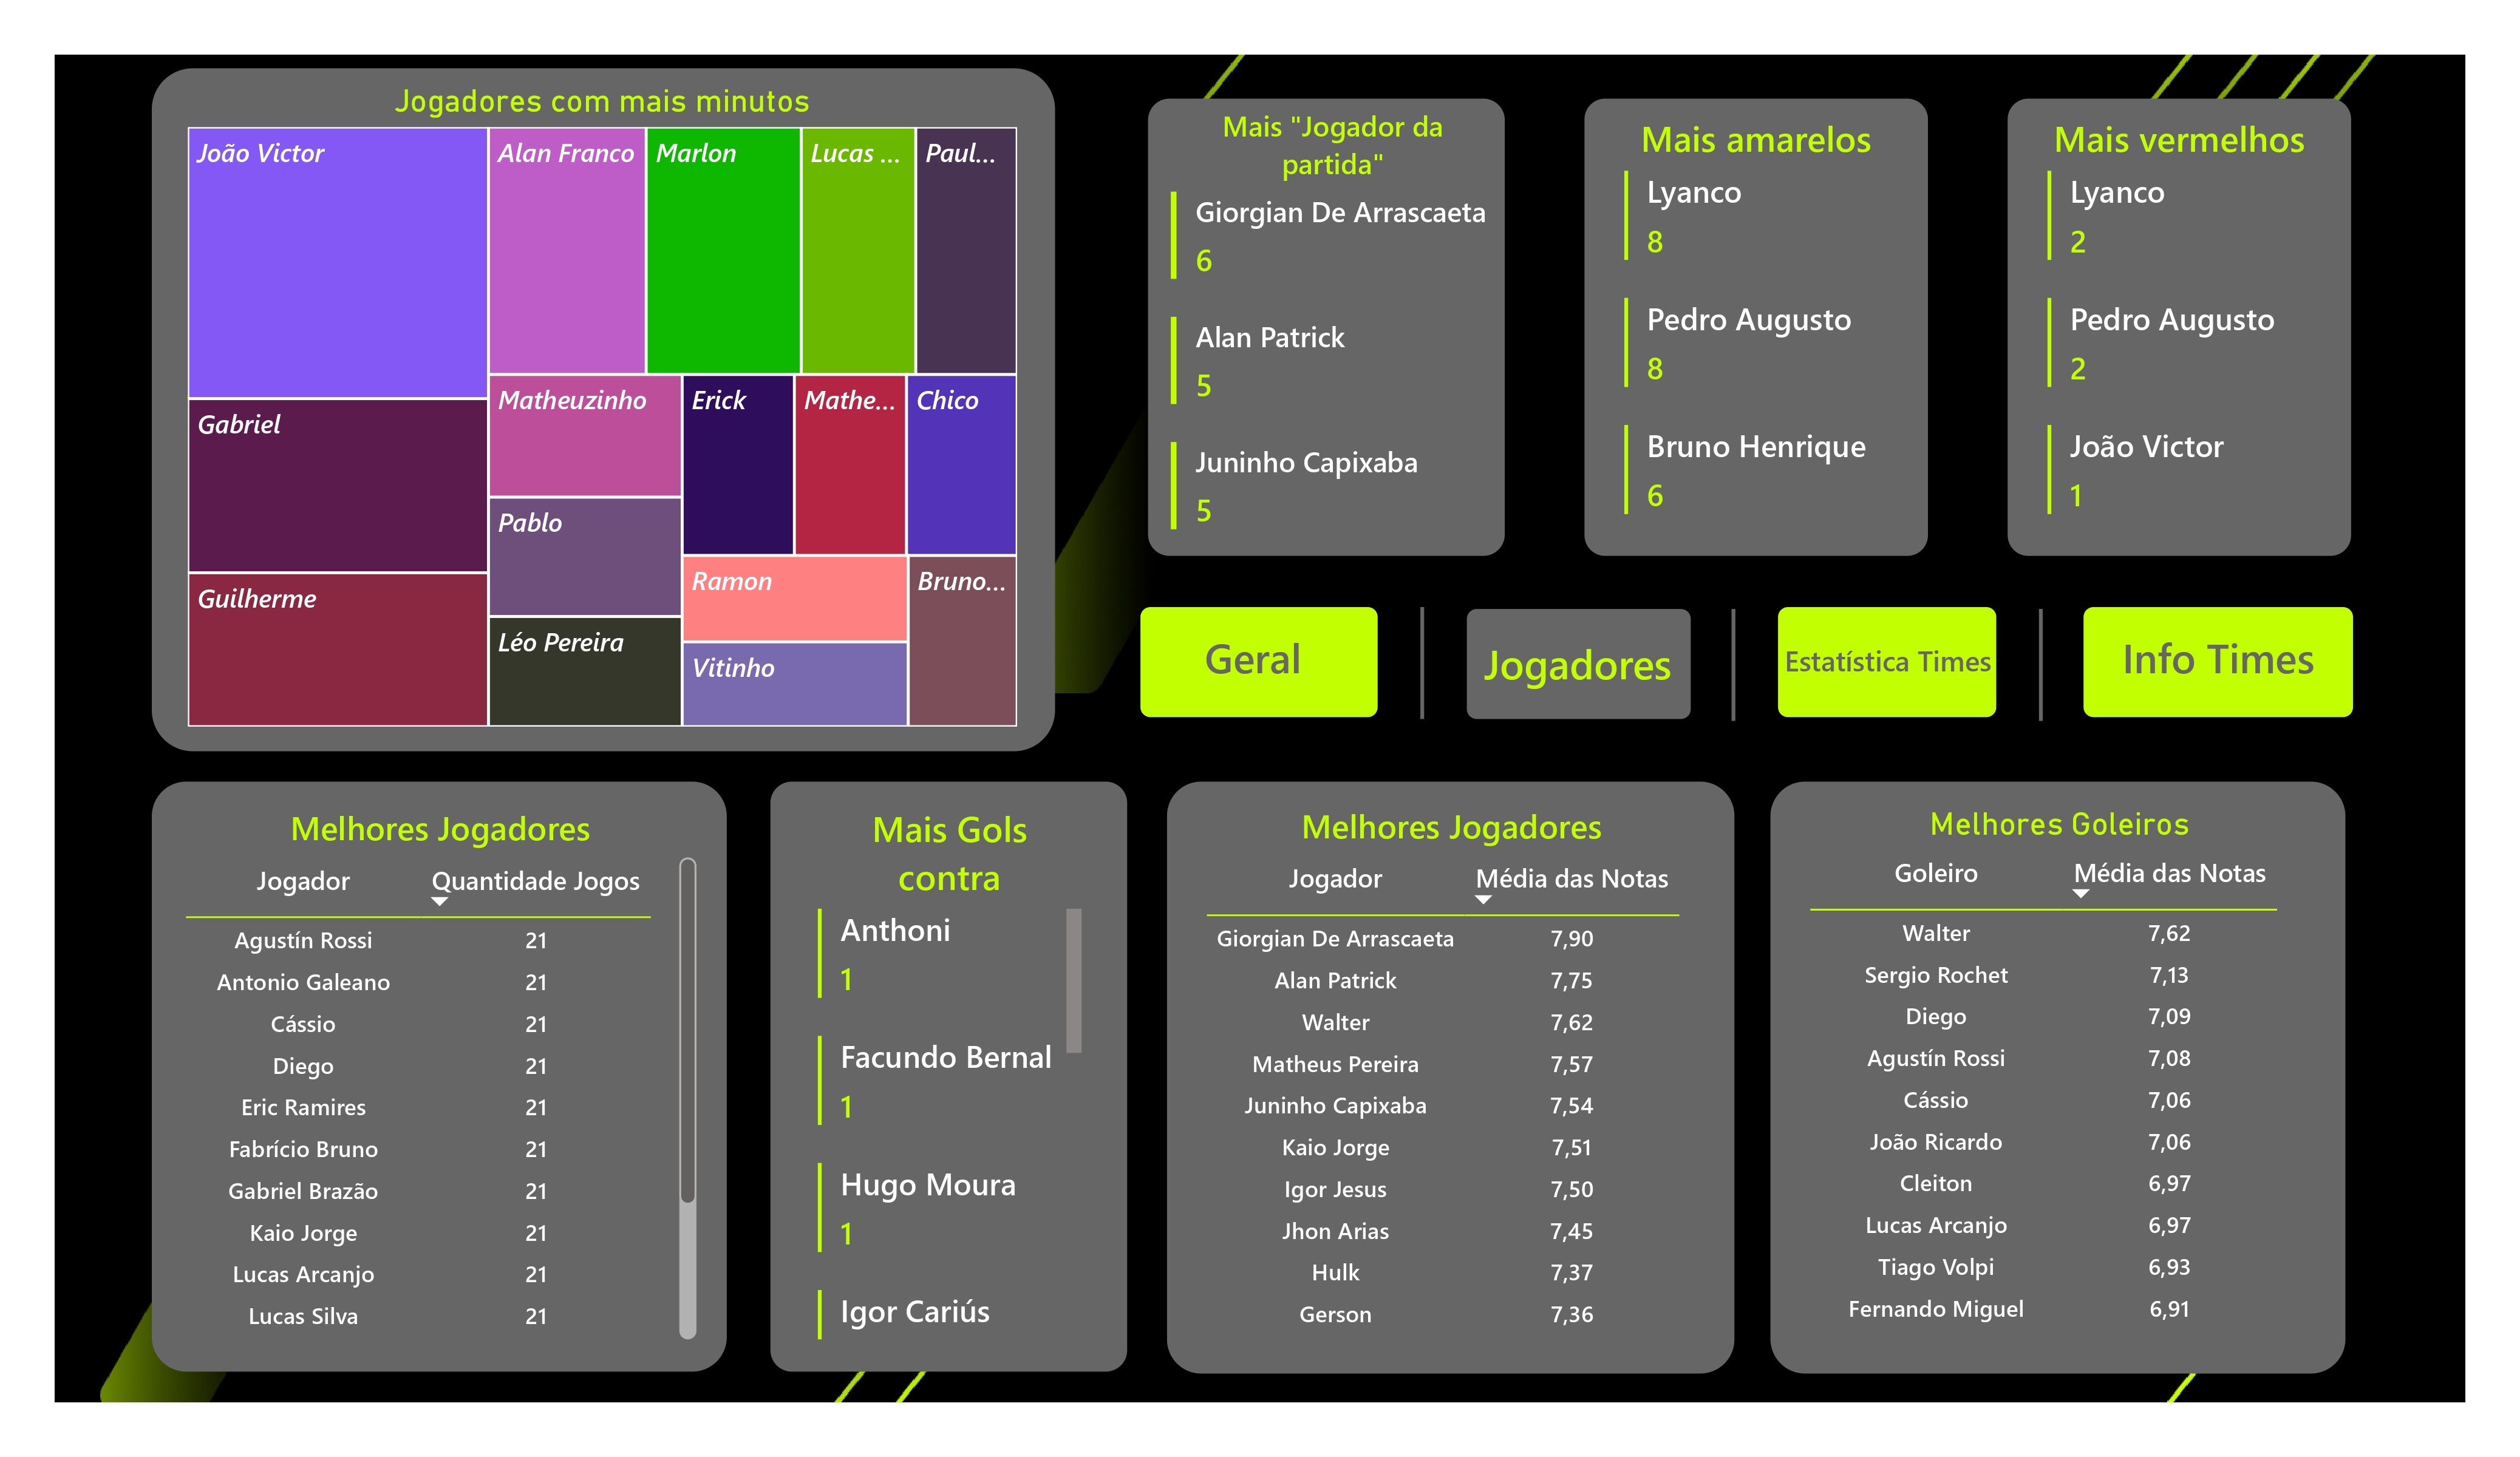 Jogadores com mais minutos
João Victor
Alan Franco
Marlon
Lucas ...
Paul...
Gabriel
Guilherme
Matheuzinho
Erick
Mathe...
Chico
Pablo
Léo Pereira
Ramon
Bruno...
Vitinho
Mais "Jogador da
partida"
Giorgian De Arrascaeta
6
Alan Patrick
5
Juninho Capixaba
5
Mais amarelos
Lyanco
8
Pedro Augusto
8
Bruno Henrique
6
Mais vermelhos
Lyanco
2
Pedro Augusto
2
João Victor
1
Geral
Jogadores
Estatística Times
Info Times
Melhores Jogadores
Jogador Quantidade Jogos
Agustín Rossi 21
Antonio Galeano 21
Cássio 21
Diego 21
Eric Ramires 21
Fabrício Bruno 21
Gabriel Brazão 21
Kaio Jorge 21
Lucas Arcanjo 21
Lucas Silva 21
Mais Gols
contra
Anthoni
1
Facundo Bernal
1
Hugo Moura
1
Igor Cariús
Melhores Jogadores
Jogador Média das Notas
Giorgian De Arrascaeta 7,90
Alan Patrick 7,75
Walter 7,62
Matheus Pereira 7,57
Juninho Capixaba 7,54
Kaio Jorge 7,51
Igor Jesus 7,50
Jhon Arias 7,45
Hulk 7,37
Gerson 7,36
Melhores Goleiros
Goleiro Média das Notas
Walter 7,62
Sergio Rochet 7,13
Diego 7,09
Agustín Rossi 7,08
Cássio 7,06
João Ricardo 7,06
Cleiton 6,97
Lucas Arcanjo 6,97
Tiago Volpi 6,93
Fernando Miguel 6,91